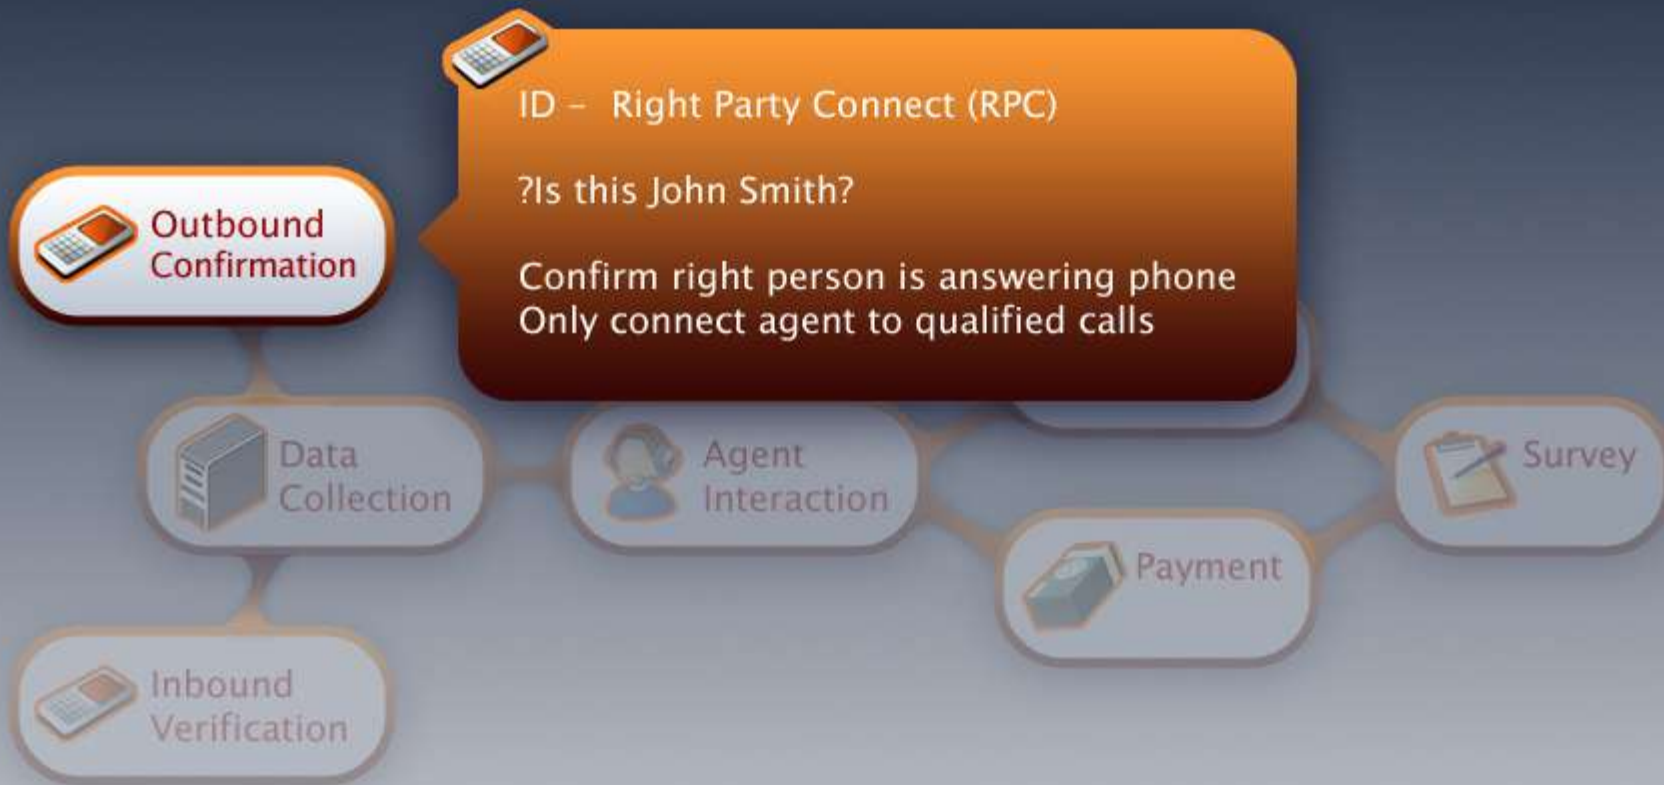 ID - Right Party Connect (RPC)
?Is this John Smith?
Confirm right person is answering phone
Only connect agent to qualified calls
Outbound
Confirmation
Data
Collection
Agent
Interaction
Survey
Payment
Inbound
Verification